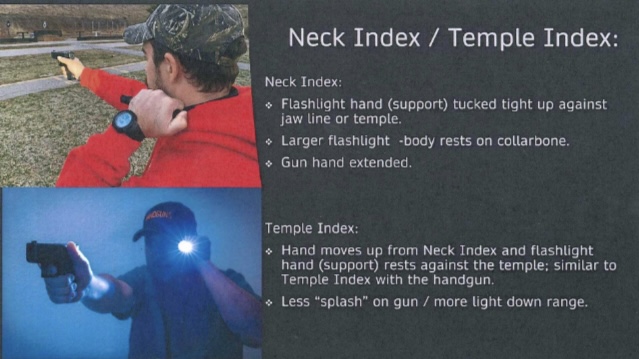 Neck Index / Temple Index:
Neck Index:
Flashlight hand (support) tucked tight up against
jaw line or temple.
Larger flashlight -body rests on collarbone.
Gun hand extended.
Temple Index:
Hand moves up from Neck Index and flashlight
hand (support) rests against the temple; similar to
Temple Index with the handgun.
Less “splash” on gun / more light down range.